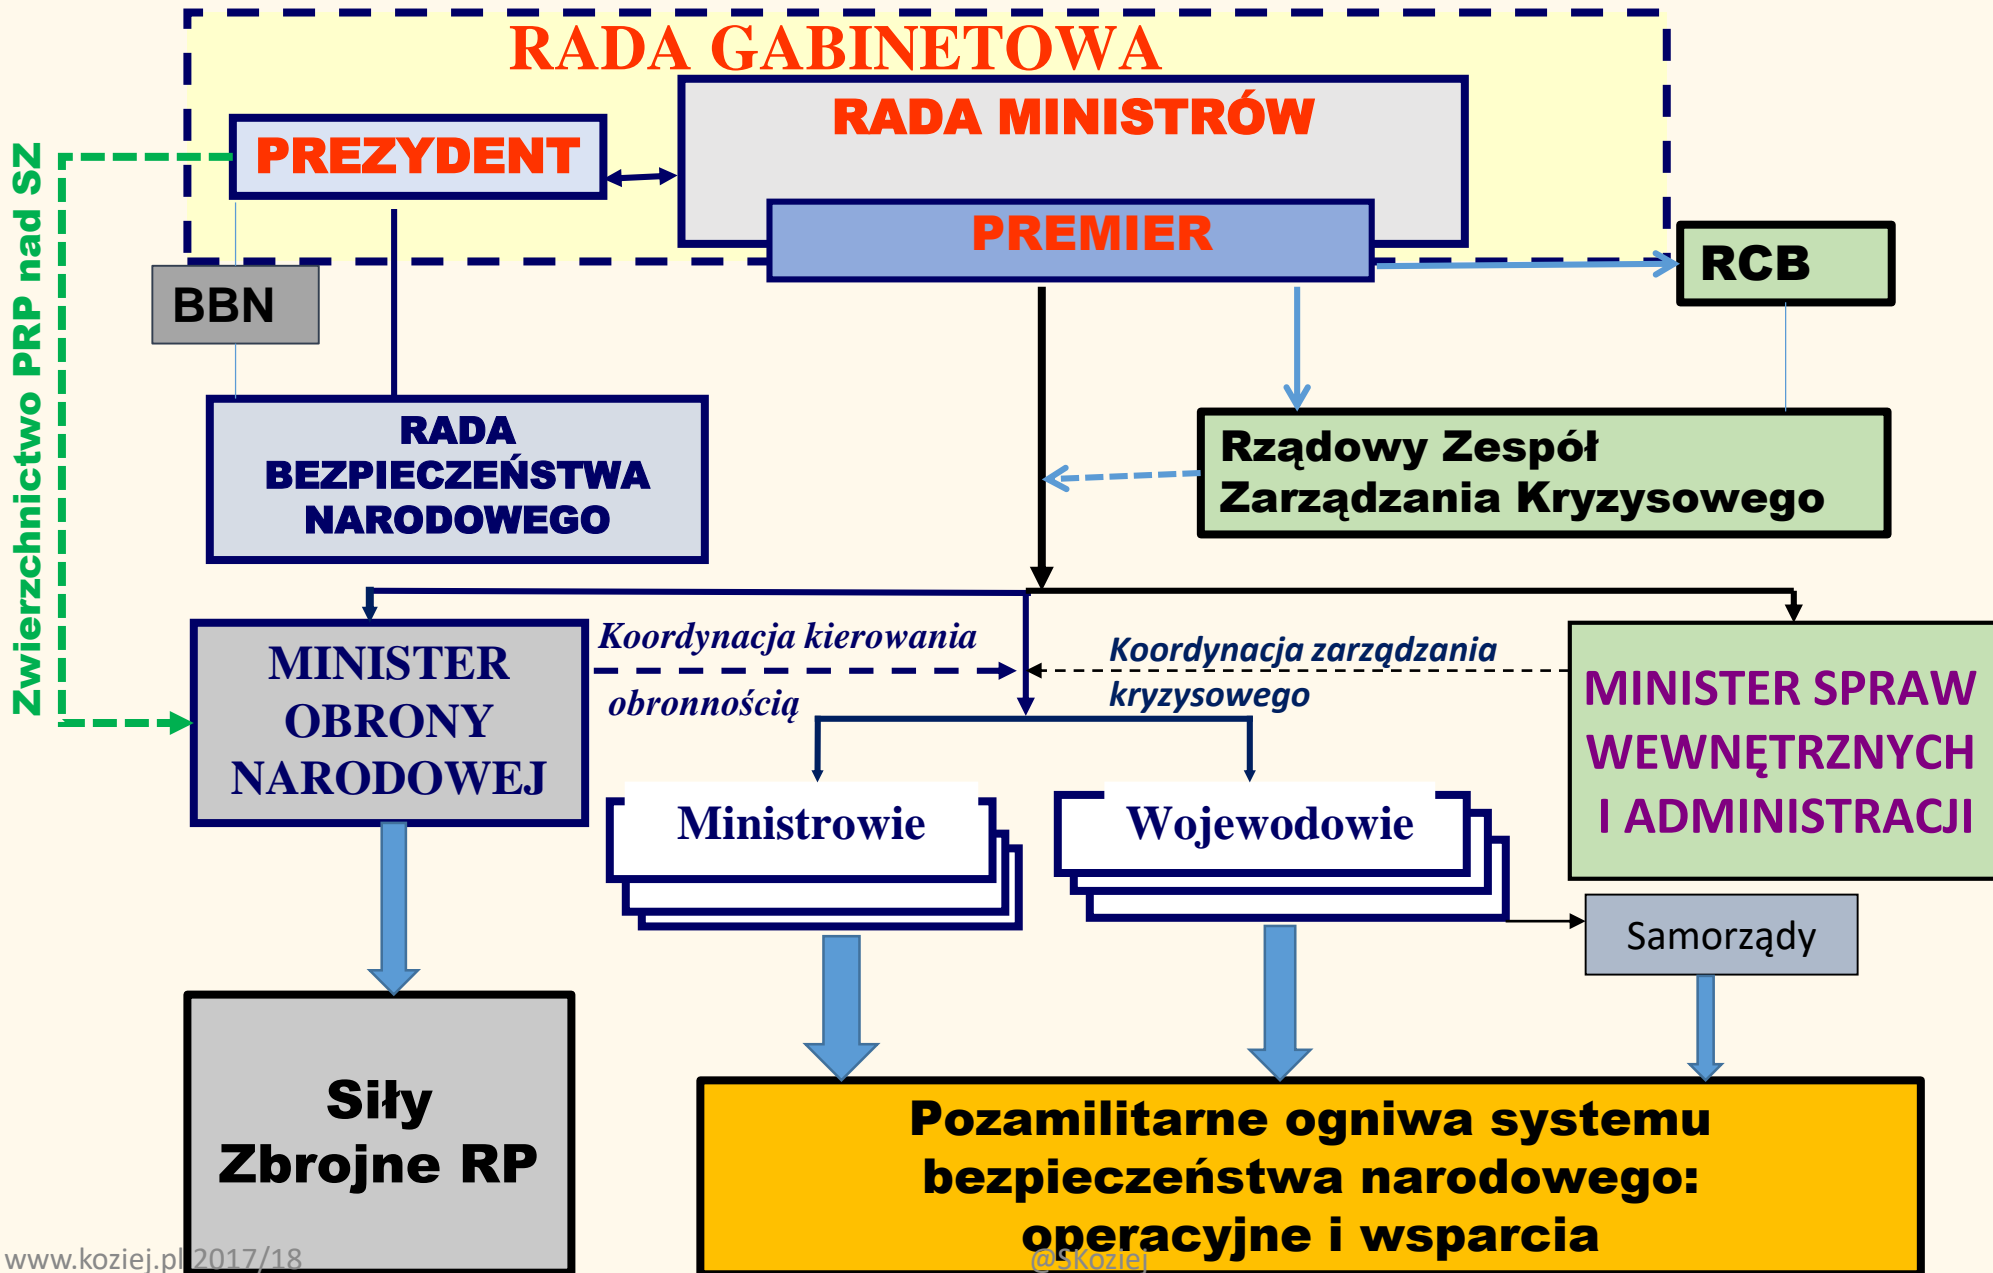 RADA GABINETOWA
RADA MINISTRÓW
PREZYDENT
PREMIER
RCB
BBN
Zwierzchnictwo PRP nad SZ
RADA
BEZPIECZEŃSTWA
NARODOWEGO
Rządowy Zespół
Zarządzania Kryzysowego
MINISTER
OBRONY
NARODOWEJ
Koordynacja kierowania
obronnością
Koordynacja zarządzania
kryzysowego
MINISTER SPRAW
WEWNĘTRZNYCH
I ADMINISTRACJI
Ministrowie
Wojewodowie
Samorządy
Siły
Zbrojne RP
Pozamilitarne ogniwa systemu
bezpieczeństwa narodowego:
operacyjne i wsparcia
www.koziej.pl 2017/18
@SKoziej